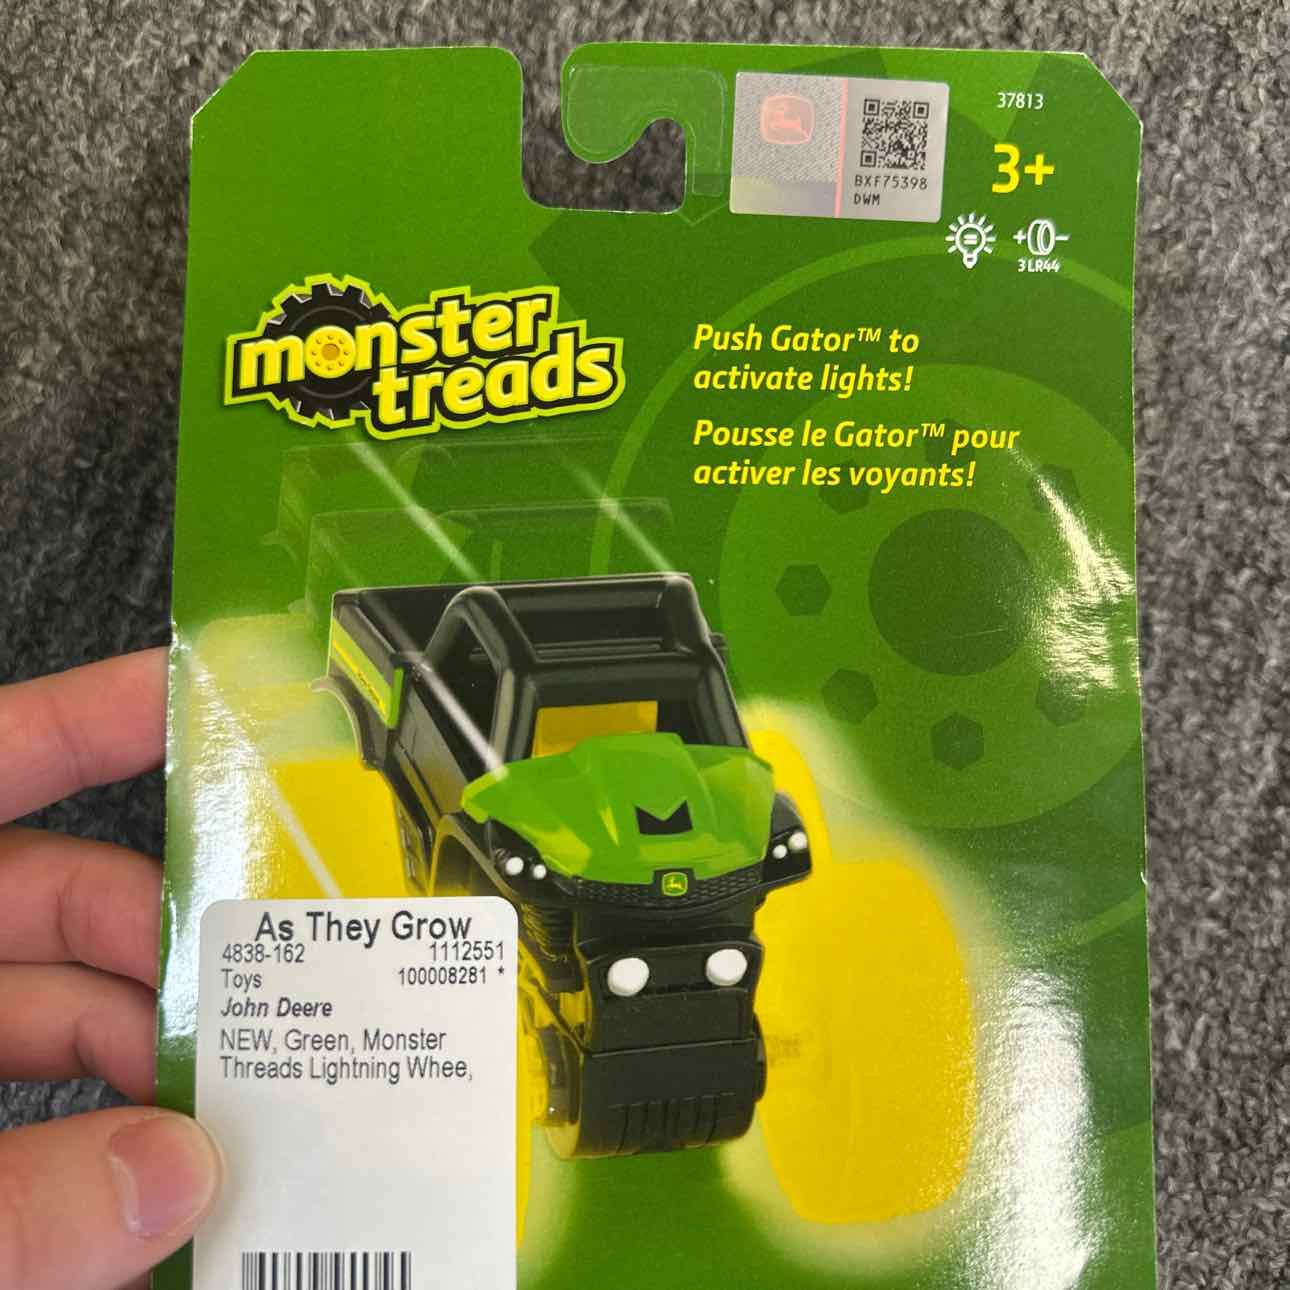 37813
3+
BXF75398
DWM
3 LR44
monster
treads
Push Gator™ to
activate lights!
Pousse le Gator™ pour
activer les voyants!
As They Grow
4838-162 1112551
Toys 100008281 *
John Deere
NEW, Green, Monster
Threads Lightning Whee,